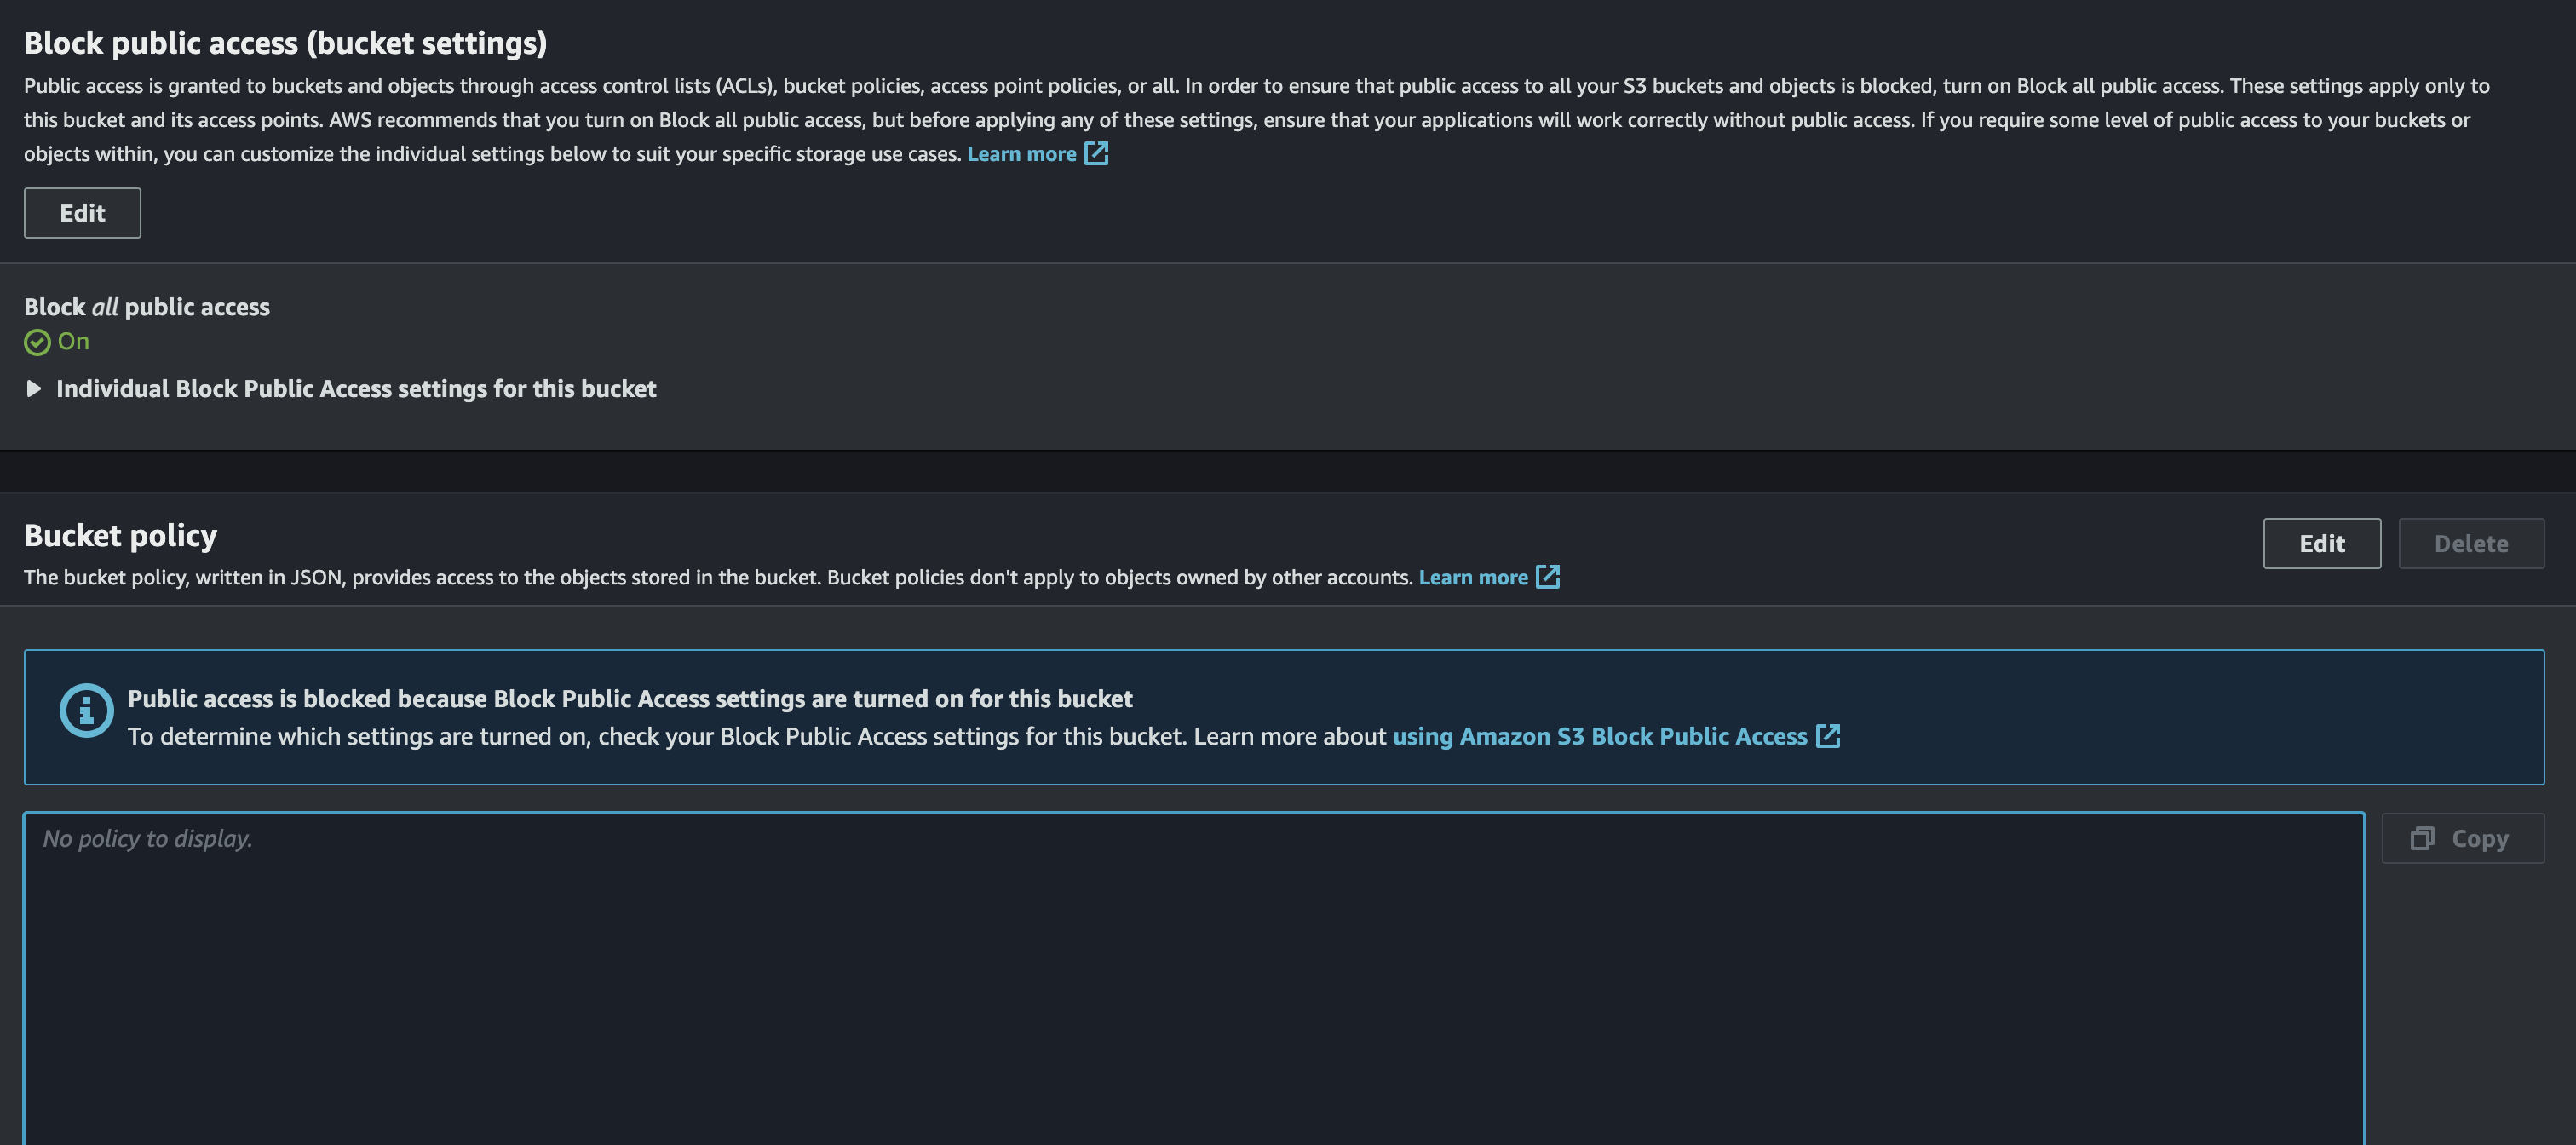 Block public access (bucket settings)
Public access is granted to buckets and objects through access control lists (ACLs), bucket policies, access point policies, or all. In order to ensure that public access to all your S3 buckets and objects is blocked, turn on Block all public access. These settings apply only to
this bucket and its access points. AWS recommends that you turn on Block all public access, but before applying any of these settings, ensure that your applications will work correctly without public access. If you require some level of public access to your buckets or
objects within, you can customize the individual settings below to suit your specific storage use cases. Learn more
Edit
Block all public access
On
Individual Block Public Access settings for this bucket
Bucket policy
Edit
Delete
The bucket policy, written in JSON, provides access to the objects stored in the bucket. Bucket policies don't apply to objects owned by other accounts. Learn more
Public access is blocked because Block Public Access settings are turned on for this bucket
To determine which settings are turned on, check your Block Public Access settings for this bucket. Learn more about using Amazon S3 Block Public Access
No policy to display.
Copy